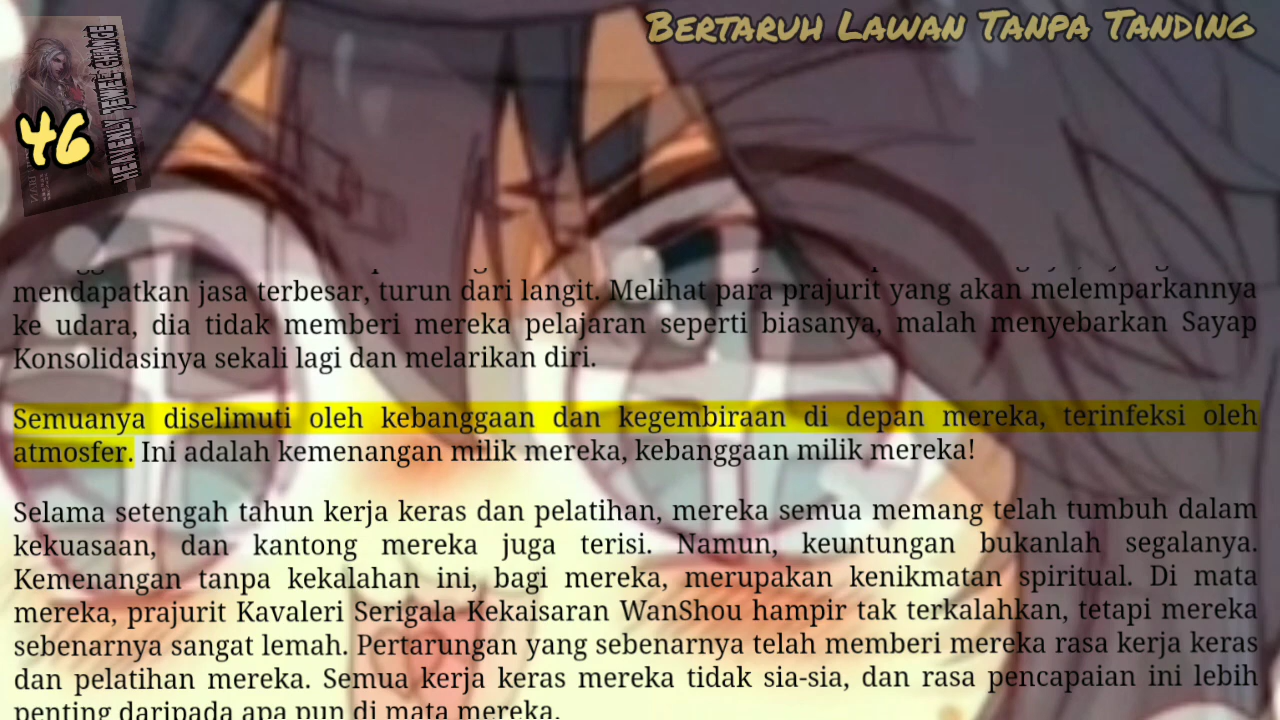 Bertaruh Lawan Tanpa Tanding
HEAVENLY JEWEL CHANGE
46
mendapatkan jasa terbesar, turun dari langit. Melihat para prajurit yang akan melemparkannya
ke udara, dia tidak memberi mereka pelajaran seperti biasanya, malah menyebarkan Sayap
Konsolidasinya sekali lagi dan melarikan diri.
Semuanya diselimuti oleh kebanggaan dan kegembiraan di depan mereka, terinfeksi oleh
atmosfer. Ini adalah kemenangan milik mereka, kebanggaan milik mereka!
Selama setengah tahun kerja keras dan pelatihan, mereka semua memang telah tumbuh dalam
kekuasaan, dan kantong mereka juga terisi. Namun, keuntungan bukanlah segalanya.
Kemenangan tanpa kekalahan ini, bagi mereka, merupakan kenikmatan spiritual. Di mata
mereka, prajurit Kavaleri Serigala Kekaisaran WanShou hampir tak terkalahkan, tetapi mereka
sebenarnya sangat lemah. Pertarungan yang sebenarnya telah memberi mereka rasa kerja keras
dan pelatihan mereka. Semua kerja keras mereka tidak sia-sia, dan rasa pencapaian ini lebih
penting daripada apa pun di mata mereka.